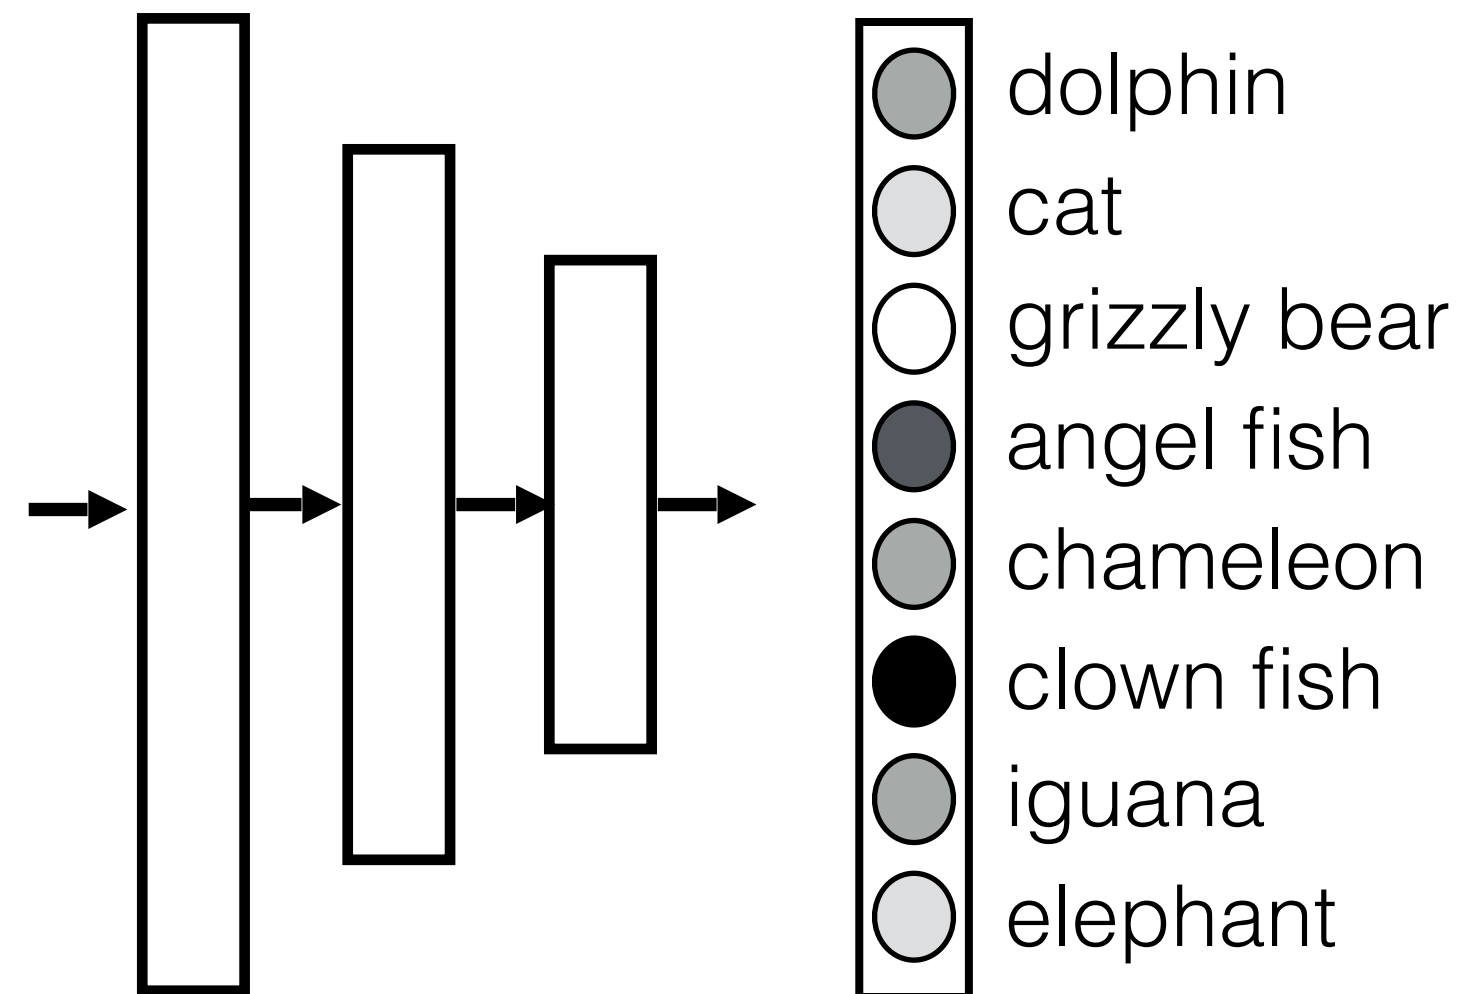 dolphin
cat
grizzly bear
angel fish
chameleon
clown fish
iguana
elephant